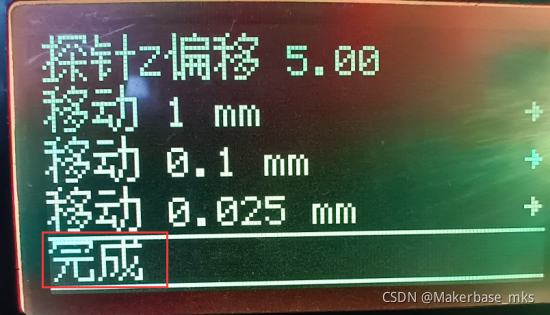 探针Z偏移 5.00
移动 1 mm →
移动 0.1 mm →
移动 0.025 mm →
完成
CSDN @Makerbase_mks